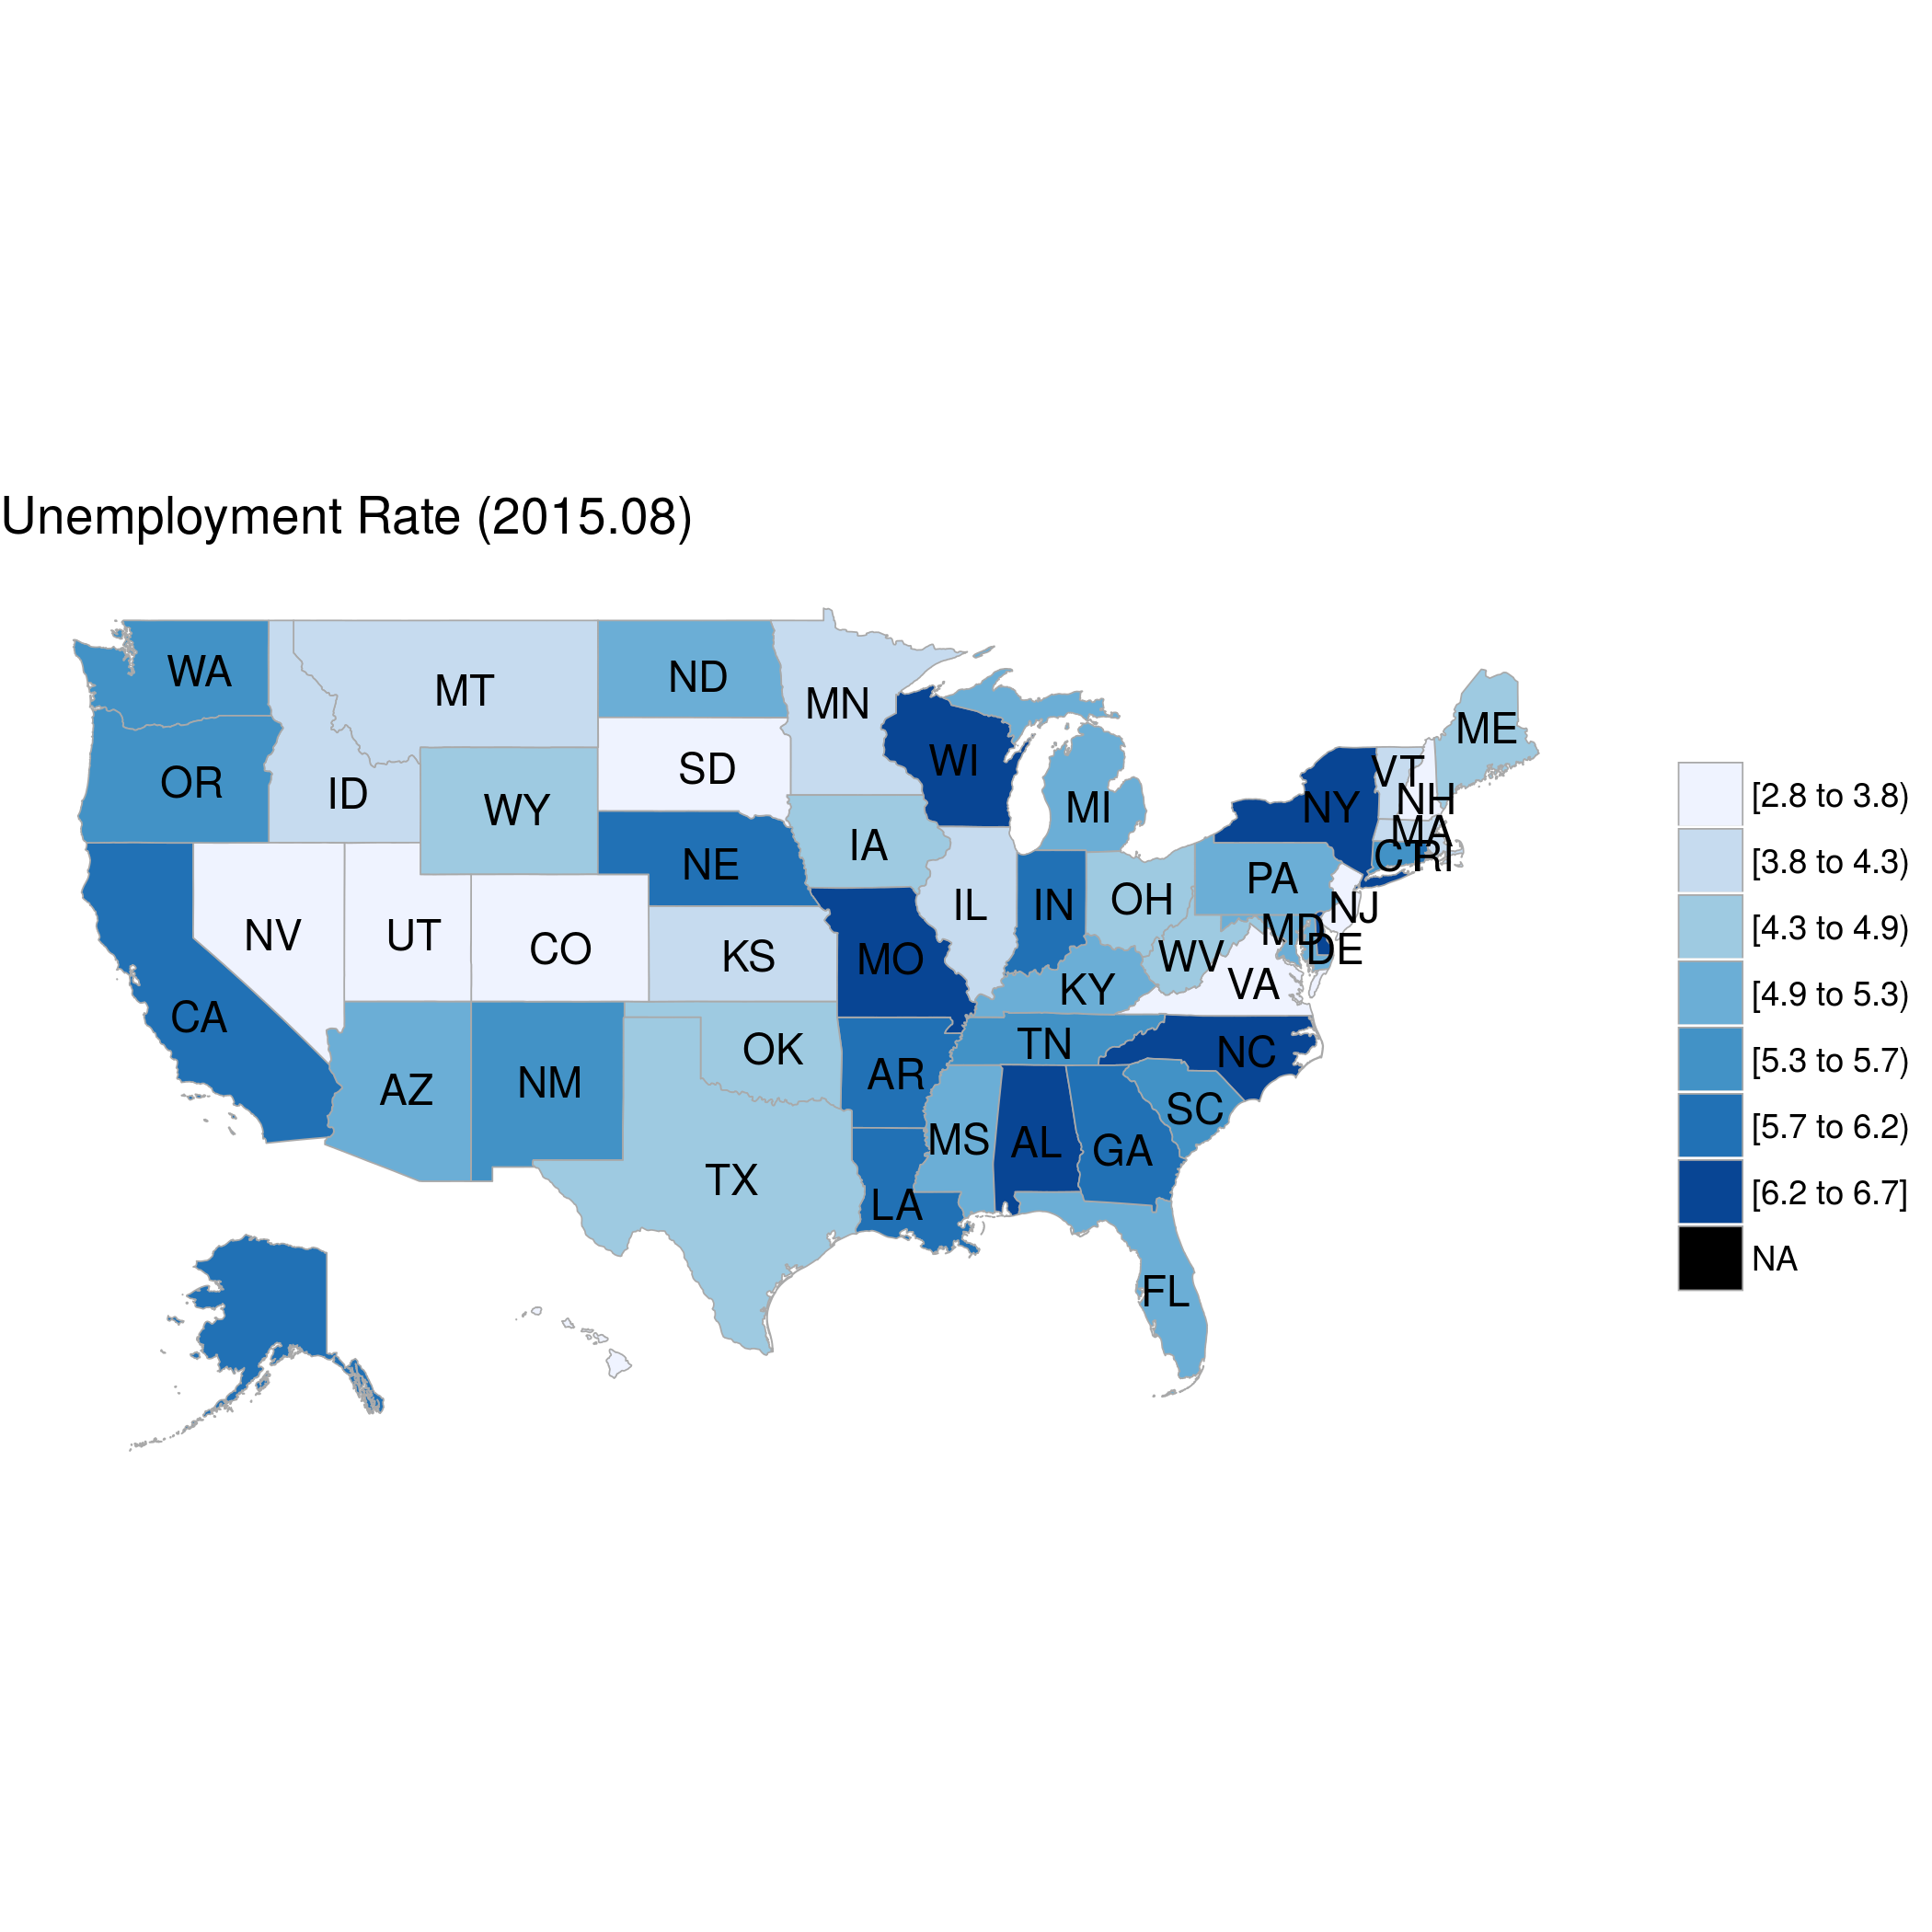 Unemployment Rate (2015.08)
WA
MT
ND
MN
ME
OR
ID
WY
SD
WI
MI
VT
NH
NY
MA
CT RI
IA
NE
PA
OH
IL
IN
NJ
MD
DE
NV
UT
CO
KS
MO
WV
VA
KY
CA
TN
NC
OK
AR
AZ
NM
SC
MS
AL
GA
TX
LA
FL
[2.8 to 3.8)
[3.8 to 4.3)
[4.3 to 4.9)
[4.9 to 5.3)
[5.3 to 5.7)
[5.7 to 6.2)
[6.2 to 6.7]
NA